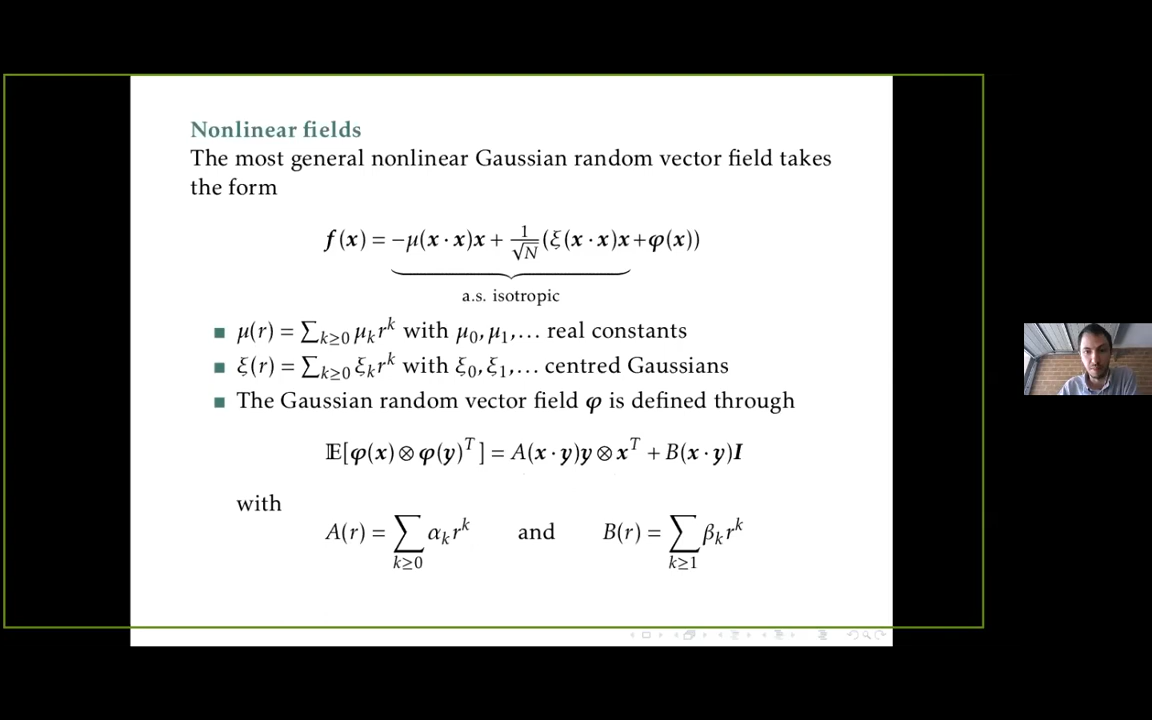 Nonlinear fields
The most general nonlinear Gaussian random vector field takes
the form
f(x) = −μ(x · x)x + 1/√N (ξ(x · x)x + φ(x))
a.s. isotropic
■ μ(r) = ∑_{k≥0} μ_k r^k with μ_0, μ_1, … real constants
■ ξ(r) = ∑_{k≥0} ξ_k r^k with ξ_0, ξ_1, … centred Gaussians
■ The Gaussian random vector field φ is defined through
𝔼[φ(x) ⊗ φ(y)^T] = A(x · y)y ⊗ x^T + B(x · y)I
with
A(r) = ∑_{k≥0} α_k r^k and B(r) = ∑_{k≥1} β_k r^k